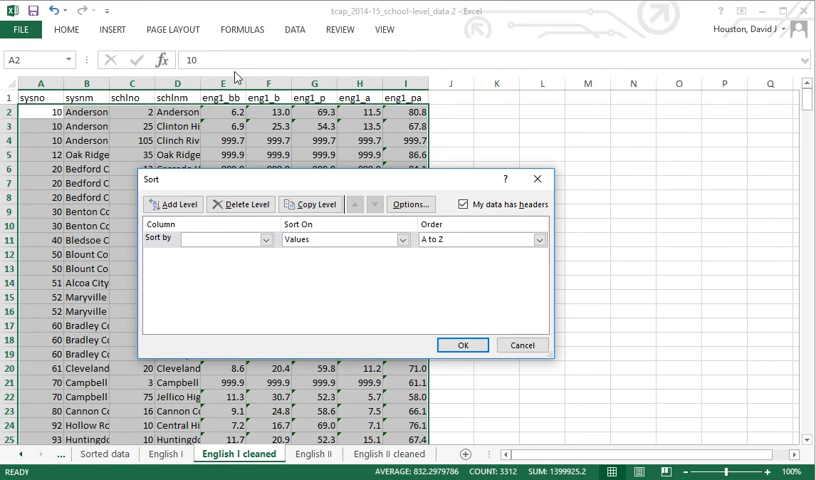 tcap_2014-15_school-level_data 2 - Excel
FILE HOME INSERT PAGE LAYOUT FORMULAS DATA REVIEW VIEW Houston, David J
A2 fx 10
A B C D E F G H I J K L M N O P Q
1 sysno sysnm schlno schlnm eng1_bb eng1_b eng1_p eng1_a eng1_pa
2 10 Anderson 2 Anderson 6.2 13.0 69.3 11.5 80.8
3 10 Anderson 25 Clinton Hi 6.9 25.3 54.3 13.5 67.8
4 10 Anderson 105 Clinch Riv 999.7 999.7 999.7 999.7 999.7
5 12 Oak Ridge 35 Oak Ridge 999.9 999.9 999.9 999.9 86.6
6 20 Bedford C
7 20 Bedford C
8 20 Bedford C
9 30 Benton Co
10 30 Benton Co
11 40 Bledsoe C
12 50 Blount Co
13 50 Blount Co
14 51 Alcoa City
15 52 Maryville
16 52 Maryville
17 60 Bradley Co
18 60 Bradley Co
19 60 Bradley Co
20 61 Cleveland 20 Cleveland 8.6 20.4 59.8 11.2 71.0
21 70 Campbell 3 Campbell 999.9 999.9 999.9 999.9 61.1
22 70 Campbell 75 Jellico Hig 11.3 30.7 52.3 5.7 58.0
23 80 Cannon Co 16 Cannon Co 9.1 24.8 58.6 7.5 66.1
24 92 Hollow Ro 10 Central Hi 7.2 16.7 69.0 7.1 76.1
25 93 Huntingdo 10 Huntingdo 11.7 20.9 52.3 15.1 67.4
Sort ?
Add Level Delete Level Copy Level Options... My data has headers
Column Sort On Order
Sort by Values A to Z
OK Cancel
... Sorted data English I English I cleaned English II English II cleaned
READY AVERAGE: 832.2979786 COUNT: 3312 SUM: 1399925.2 100%